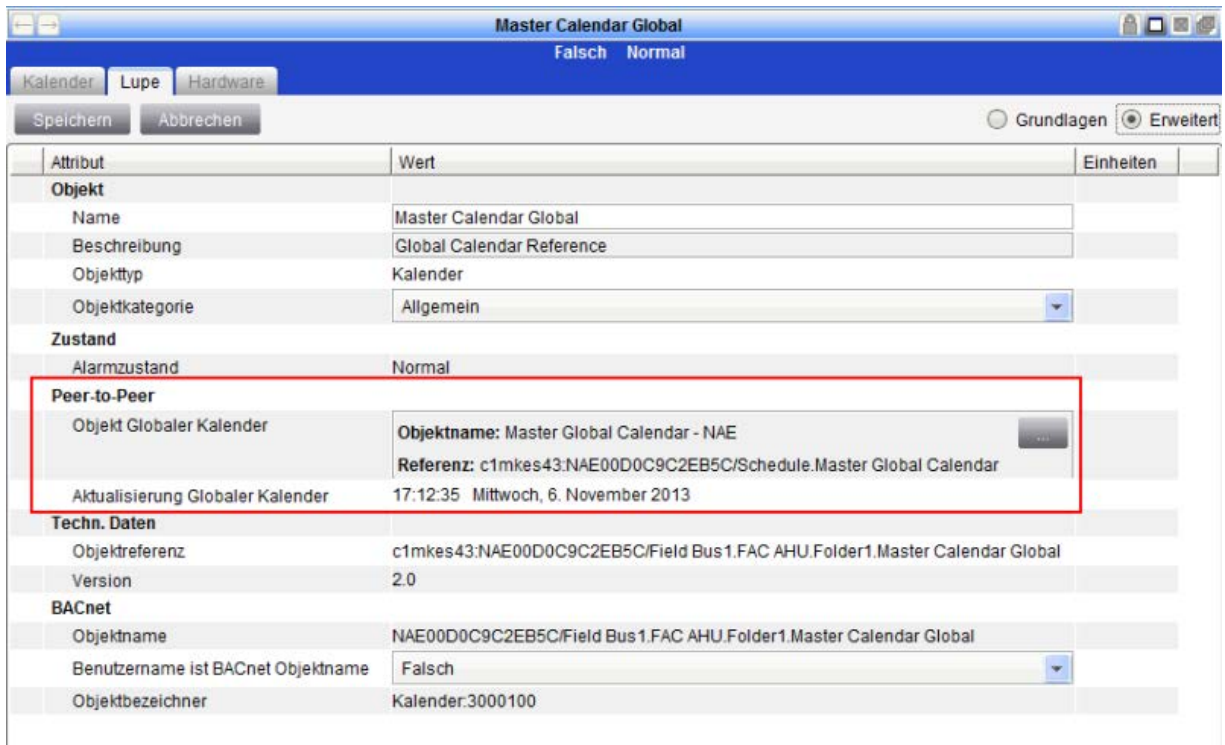 Master Calendar Global
Falsch Normal
Kalender Lupe Hardware
Speichern Abbrechen Grundlagen Erweitert
Attribut Wert Einheiten
Objekt
Name Master Calendar Global
Beschreibung Global Calendar Reference
Objekttyp Kalender
Objektkategorie Allgemein
Zustand
Alarmzustand Normal
Peer-to-Peer
Objekt Globaler Kalender Objektname: Master Global Calendar - NAE ...
Referenz: c1mkes43:NAE00D0C9C2EB5C/Schedule.Master Global Calendar
Aktualisierung Globaler Kalender 17:12:35 Mittwoch, 6. November 2013
Techn. Daten
Objektreferenz c1mkes43:NAE00D0C9C2EB5C/Field Bus1.FAC AHU.Folder1.Master Calendar Global
Version 2.0
BACnet
Objektname NAE00D0C9C2EB5C/Field Bus1.FAC AHU.Folder1.Master Calendar Global
Benutzername ist BACnet Objektname Falsch
Objektbezeichner Kalender:3000100